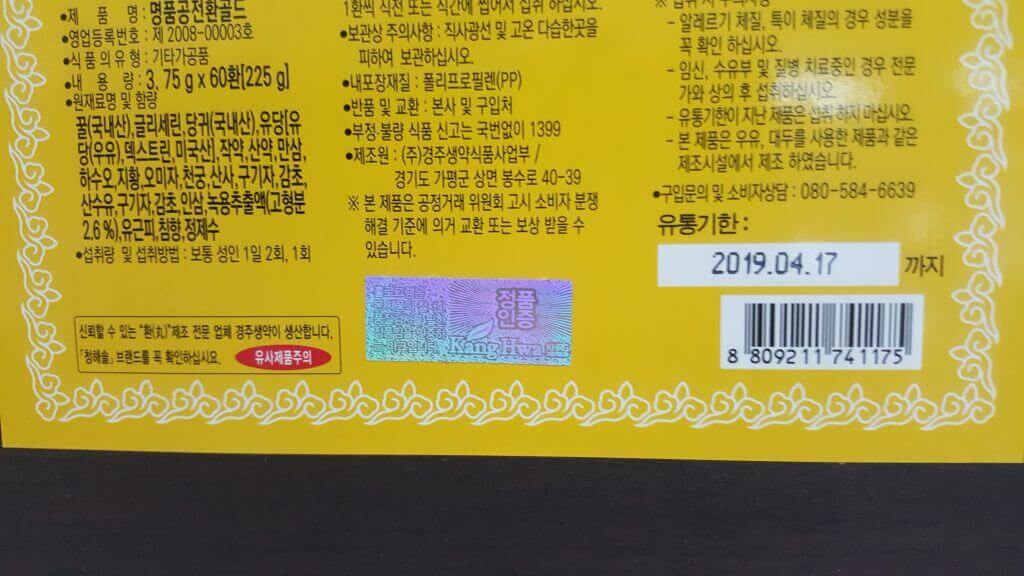 ●제 품 명 : 명품공전환골드
●영업등록번호 : 제 2008-00003호
●식 품 의 유 형 : 기타가공품
●내 용 량 : 3, 75g x 60환[225g]
●원재료명 및 함량
꿀(국내산),글리세린,당귀(국내산),유당[유
당(우유),덱스트린,미국산],작약,산약,만삼,
하수오,지황,오미자,천궁,산사,구기자,감초,
산수유,구기자,감초,인삼,녹용추출액(고형분
2.6%),유근피,침향,정제수
●섭취량 및 섭취방법 : 보통 성인 1일 2회, 1회
신뢰할 수 있는 "환(丸)"제조 전문 업체 경주생약이 생산합니다.
「청해솔」브랜드를 꼭 확인하십시요.
유사제품주의
1환씩 식전 또는 식간에 씹어서 섭취 하십시오.
●보관상 주의사항 : 직사광선 및 고온 다습한곳을
피하여 보관하십시오.
●내포장재질 : 폴리프로필렌(PP)
●반품 및 교환 : 본사 및 구입처
●부정·불량 식품 신고는 국번없이 1399
●제조원 : (주)경주생약식품사업부 /
경기도 가평군 상면 봉수로 40-39
※ 본 제품은 공정거래 위원회 고시 소비자 분쟁
해결 기준에 의거 교환 또는 보상 받을 수
있습니다.
정품
인증
Kang Hwa
- 알레르기 체질, 특이 체질의 경우 성분을
꼭 확인 하십시오.
- 임신, 수유부 및 질병 치료중인 경우 전문
가와 상의 후 섭취하십시오
- 유통기한이 지난 제품은 섭취 하지 마십시오.
- 본 제품은 우유, 대두를 사용한 제품과 같은
제조시설에서 제조 하였습니다.
●구입문의 및 소비자상담 : 080-584-6639
유통기한 :
2019.04.17 까지
8 809211 741175